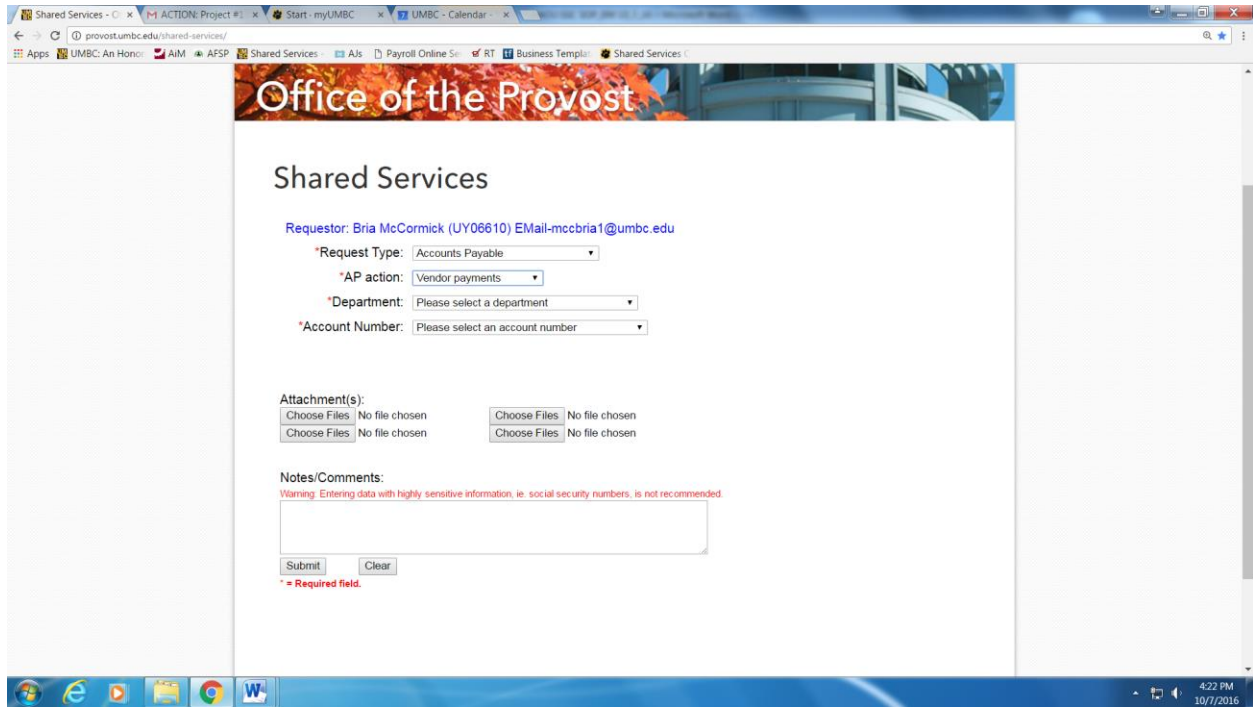 Shared Services - O
ACTION: Project #1
Start - myUMBC
UMBC - Calendar -
provost.umbc.edu/shared-services/
Apps UMBC: An Honor AiM AFSP Shared Services - AJs Payroll Online Se RT Business Templa Shared Services C
Office of the Provost
Shared Services
Requestor: Bria McCormick (UY06610) EMail-mccbria1@umbc.edu
*Request Type: Accounts Payable
*AP action: Vendor payments
*Department: Please select a department
*Account Number: Please select an account number
Attachment(s):
Choose Files No file chosen Choose Files No file chosen
Choose Files No file chosen Choose Files No file chosen
Notes/Comments:
Warning: Entering data with highly sensitive information, ie. social security numbers, is not recommended.
Submit Clear
* = Required field.
4:22 PM
10/7/2016